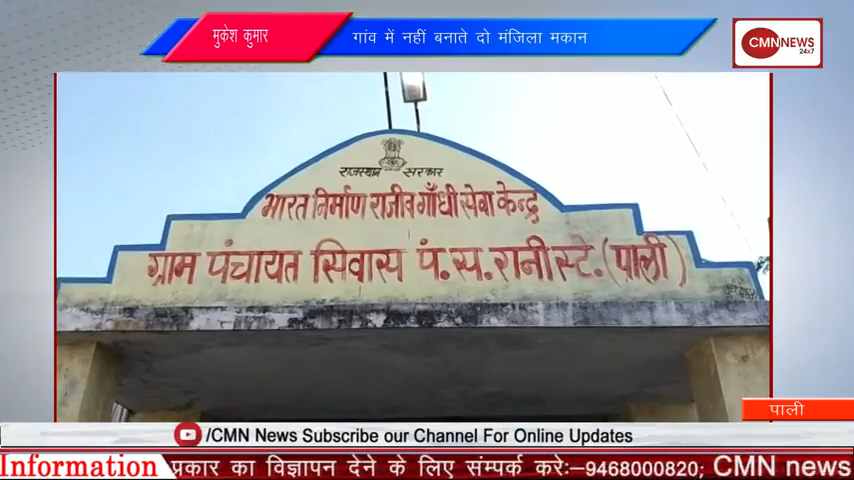 मुकेश कुमार
गांव में नहीं बनाते दो मंजिला मकान
CMN NEWS
24x7
राजस्थान सरकार
भारत निर्माण राजीव गाँधी सेवा केन्द्र
ग्राम पंचायत सिवास्य पं.स.रानी स्टे.(पाली)
पाली
/CMN News Subscribe our Channel For Online Updates
Information प्रकार का विज्ञापन देने के लिए संम्पर्क करेः–9468000820; CMN news